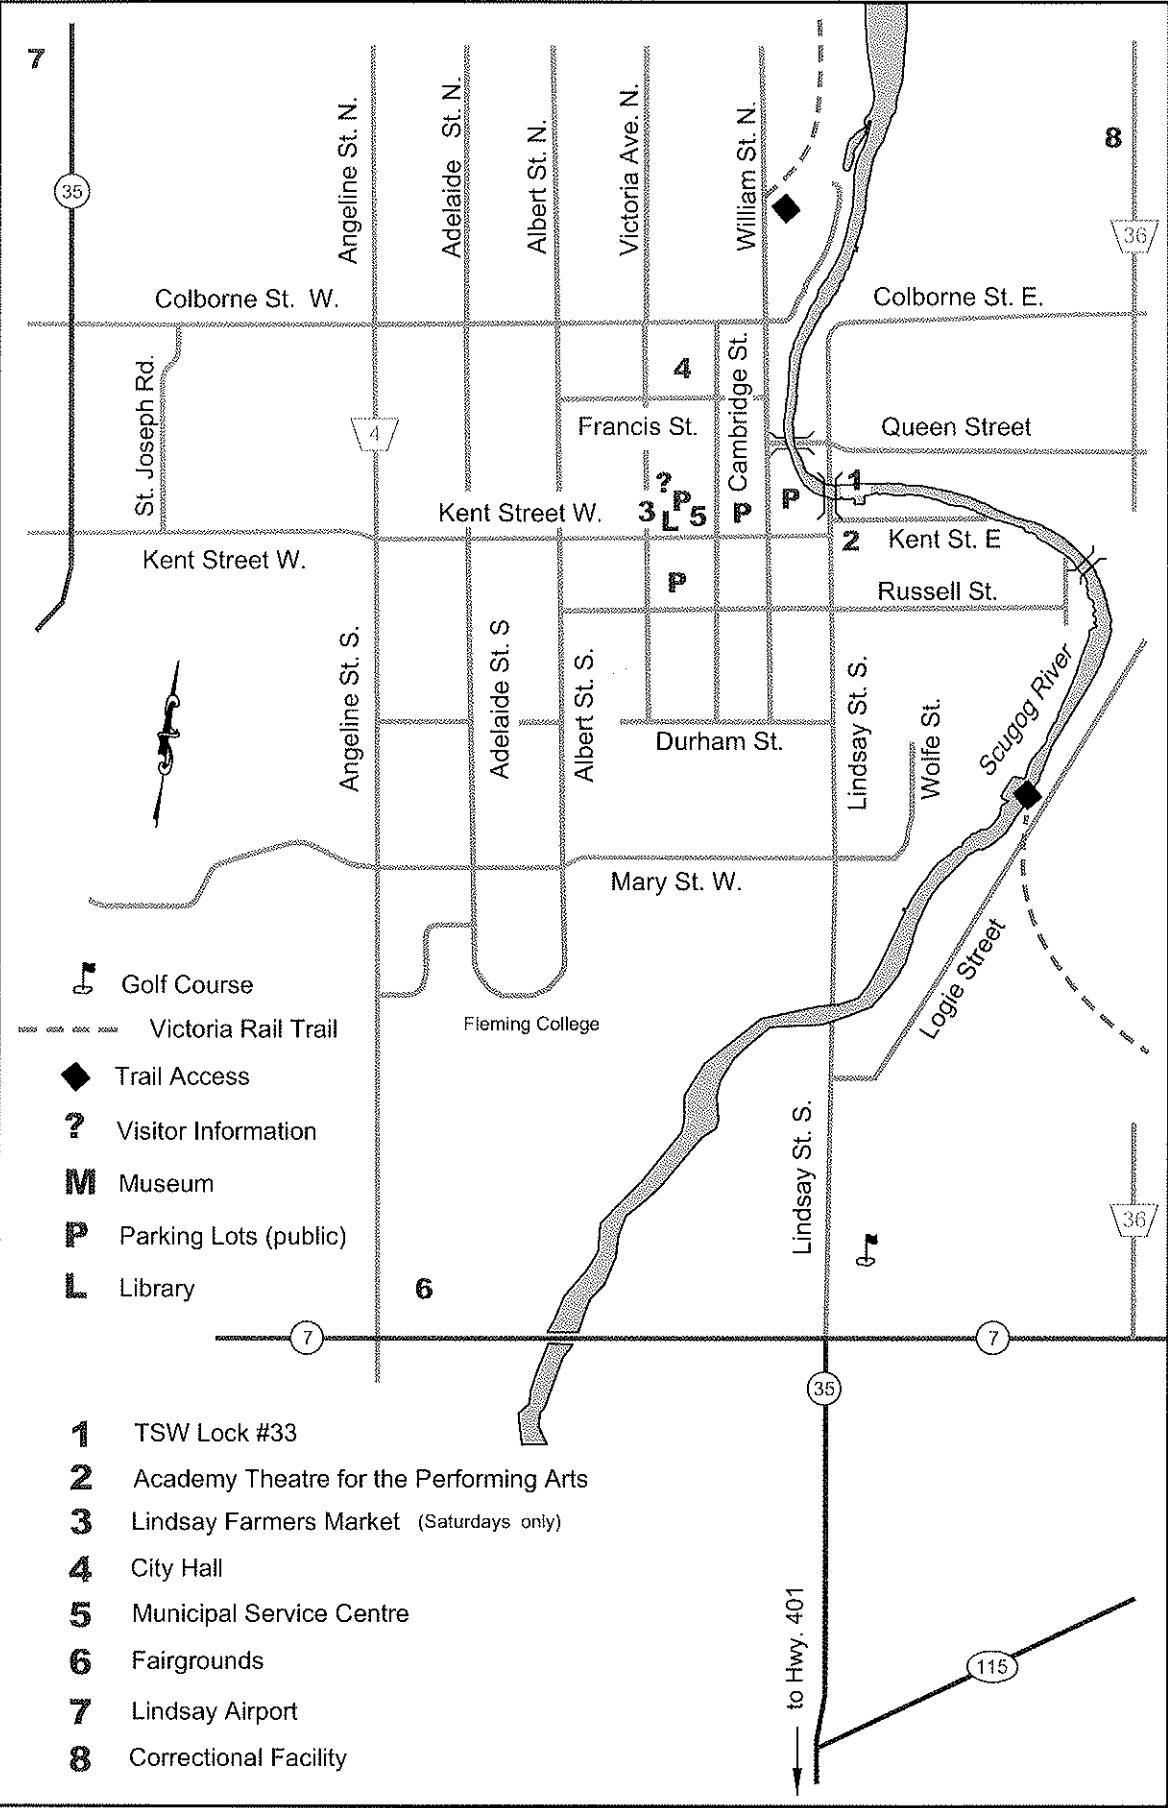 7
35
Angeline St. N.
Adelaide St. N.
Albert St. N.
Victoria Ave. N.
William St. N.
8
36
Colborne St. W.
Colborne St. E.
St. Joseph Rd.
4
4
Cambridge St.
Francis St.
Queen Street
Kent Street W.
3
?
P
L
5
P
P
1
2
Kent St. E
Kent Street W.
P
Russell St.
Angeline St. S.
Adelaide St. S
Albert St. S.
Durham St.
Lindsay St. S.
Wolfe St.
Scugog River
Mary St. W.
Logie Street
Fleming College
Golf Course
Victoria Rail Trail
Trail Access
? Visitor Information
M Museum
P Parking Lots (public)
L Library
Lindsay St. S.
36
6
7
7
35
1 TSW Lock #33
2 Academy Theatre for the Performing Arts
3 Lindsay Farmers Market (Saturdays only)
4 City Hall
5 Municipal Service Centre
6 Fairgrounds
7 Lindsay Airport
8 Correctional Facility
to Hwy. 401
115